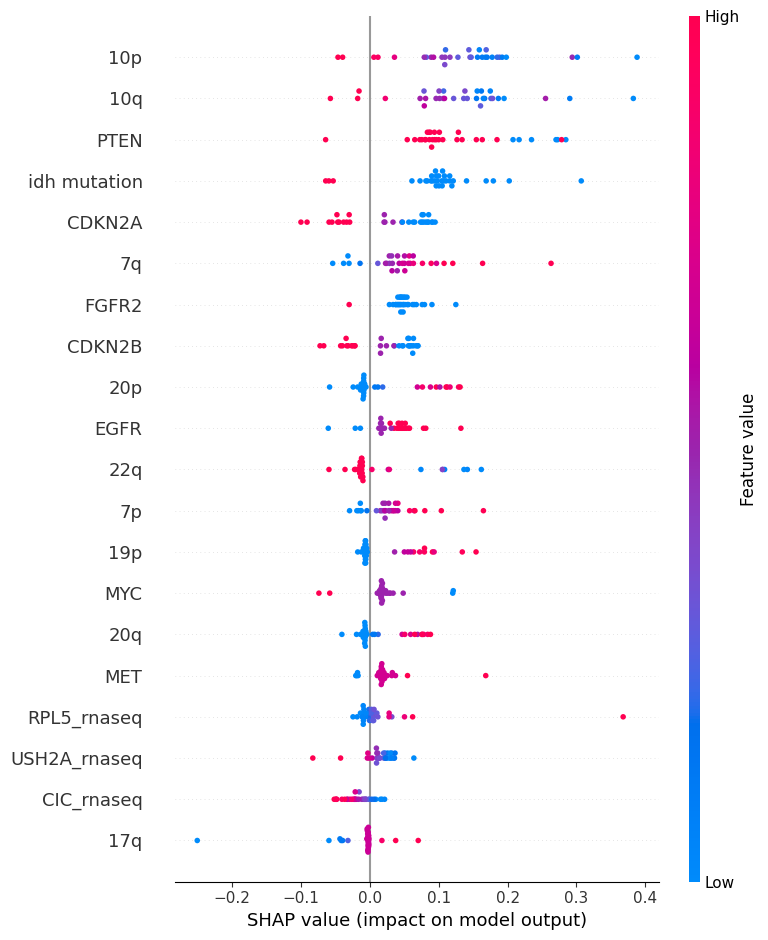 High
10p
10q
PTEN
idh mutation
CDKN2A
7q
FGFR2
CDKN2B
20p
EGFR
22q
7p
19p
MYC
20q
MET
RPL5_rnaseq
USH2A_rnaseq
CIC_rnaseq
17q
Feature value
Low
−0.2 −0.1 0.0 0.1 0.2 0.3 0.4
SHAP value (impact on model output)